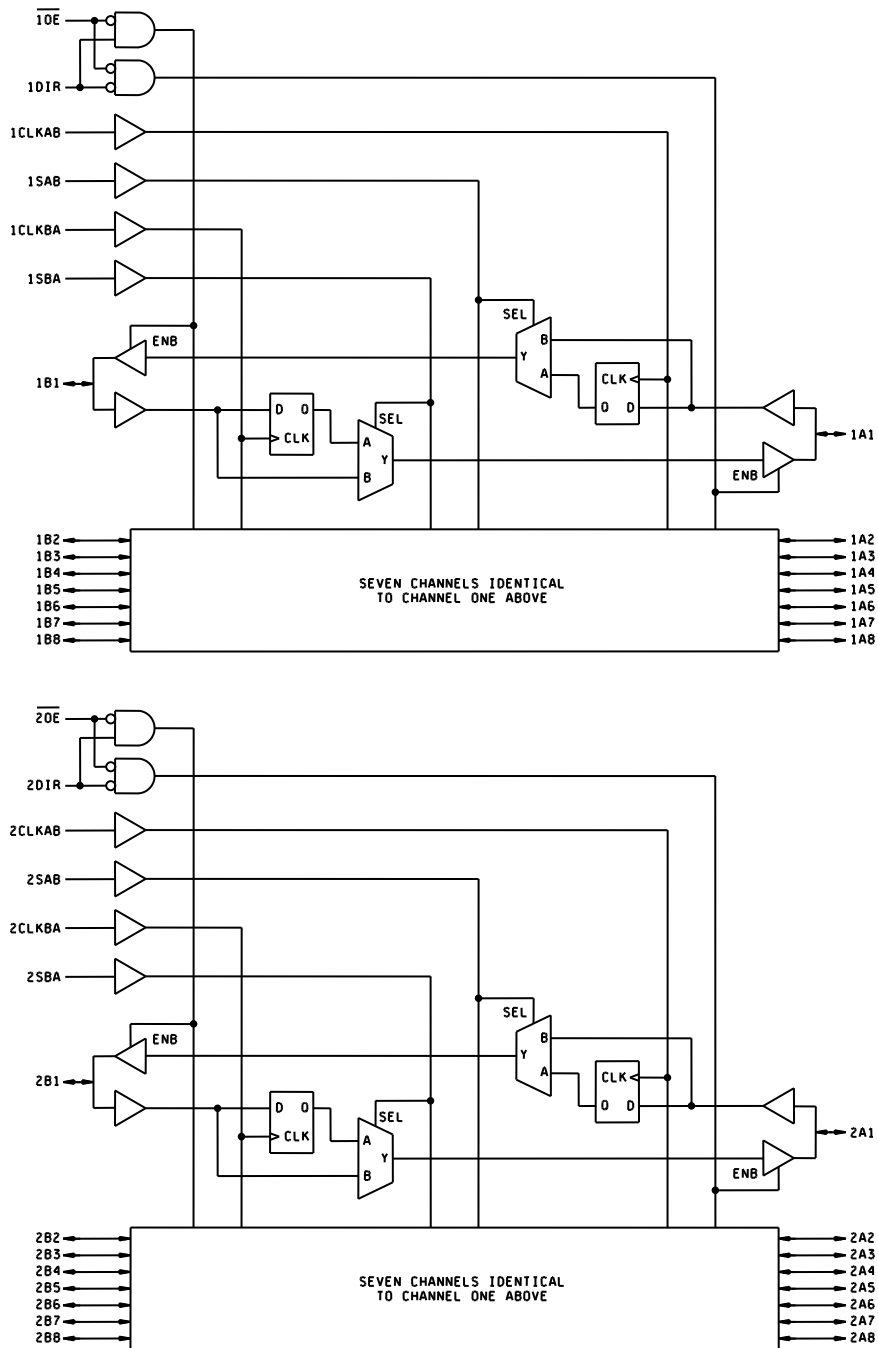 1OE
1DIR
1CLKAB
1SAB
1CLKBA
1SBA
SEL
ENB
B
Y
1B1
A
CLK
D Q
SEL
Q D
CLK
A
1A1
Y
B
ENB
1B2 1A2
1B3 1A3
1B4 SEVEN CHANNELS IDENTICAL 1A4
1B5 TO CHANNEL ONE ABOVE 1A5
1B6 1A6
1B7 1A7
1B8 1A8
2OE
2DIR
2CLKAB
2SAB
2CLKBA
2SBA
SEL
ENB
B
Y
2B1
A
CLK
D Q
SEL
Q D
CLK
A
2A1
Y
B
ENB
2B2 2A2
2B3 2A3
2B4 SEVEN CHANNELS IDENTICAL 2A4
2B5 TO CHANNEL ONE ABOVE 2A5
2B6 2A6
2B7 2A7
2B8 2A8